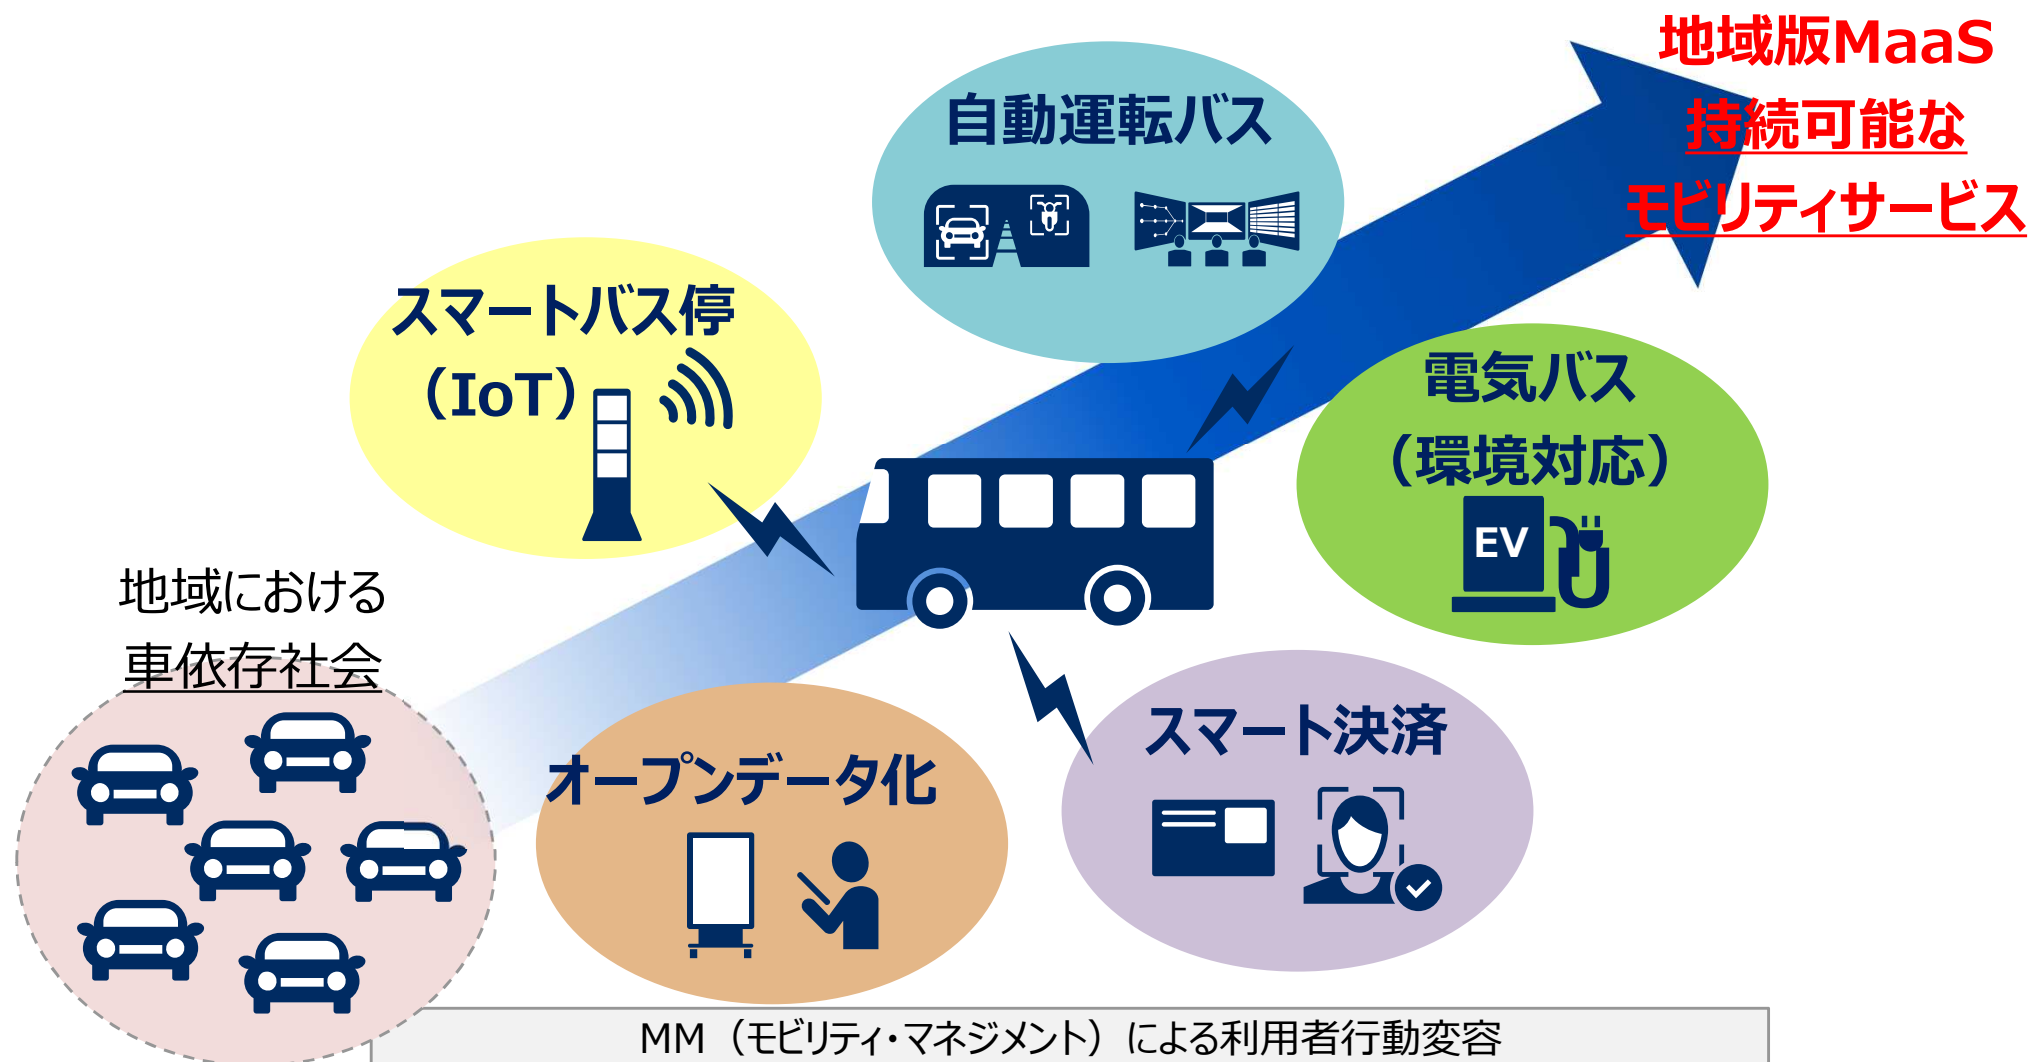 地域版MaaS
持続可能な
モビリティサービス
自動運転バス
スマートバス停
（IoT）
電気バス
（環境対応）
EV
地域における
車依存社会
オープンデータ化
スマート決済
MM（モビリティ・マネジメント）による利用者行動変容